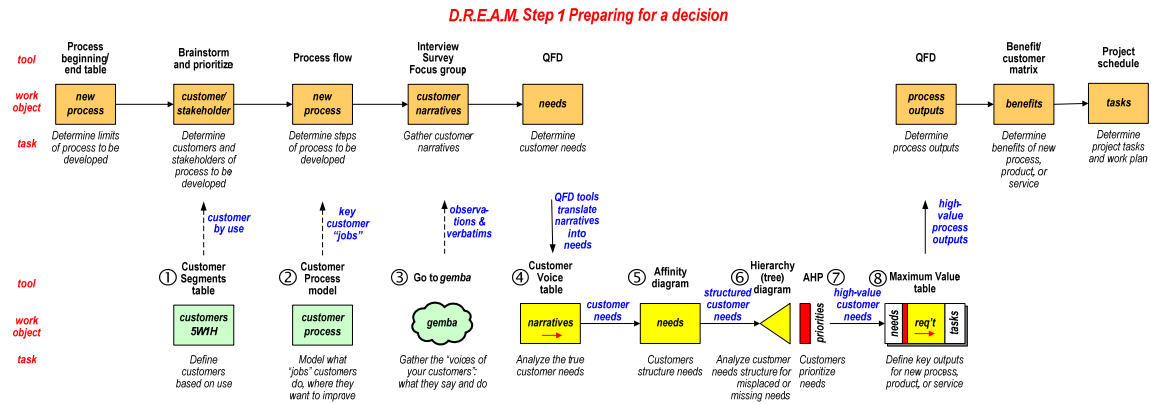 D.R.E.A.M. Step 1 Preparing for a decision
tool
Process
beginning/
end table
Brainstorm
and prioritize
Process flow
Interview
Survey
Focus group
QFD
QFD
Benefit/
customer
matrix
Project
schedule
work
object
new
process
customer/
stakeholder
new
process
customer
narratives
needs
process
outputs
benefits
tasks
task
Determine limits
of process to be
developed
Determine
customers and
stakeholders of
process to be
developed
Determine steps
of process to be
developed
Gather customer
narratives
Determine
customer needs
Determine
process outputs
Determine
benefits of new
process,
product, or
service
Determine
project tasks
and work plan
customer
by use
key
customer
"jobs"
observa-
tions &
verbatims
QFD tools
translate
narratives
into
needs
high-
value
process
outputs
tool
1 Customer
Segments
table
2 Customer
Process
model
3 Go to gemba
4 Customer
Voice
table
5 Affinity
diagram
6 Hierarchy
(tree)
diagram
AHP 7
8 Maximum Value
table
work
object
customers
5W1H
customer
process
gemba
narratives
customer
needs
needs
structured
customer
needs
priorities
high-value
customer
needs
needs
req't
tasks
task
Define
customers
based on use
Model what
"jobs" customers
do, where they
want to improve
Gather the "voices of
your customers":
what they say and do
Analyze the true
customer needs
Customers
structure needs
Analyze customer
needs structure for
misplaced or
missing needs
Customers
prioritize
needs
Define key outputs
for new process,
product, or service